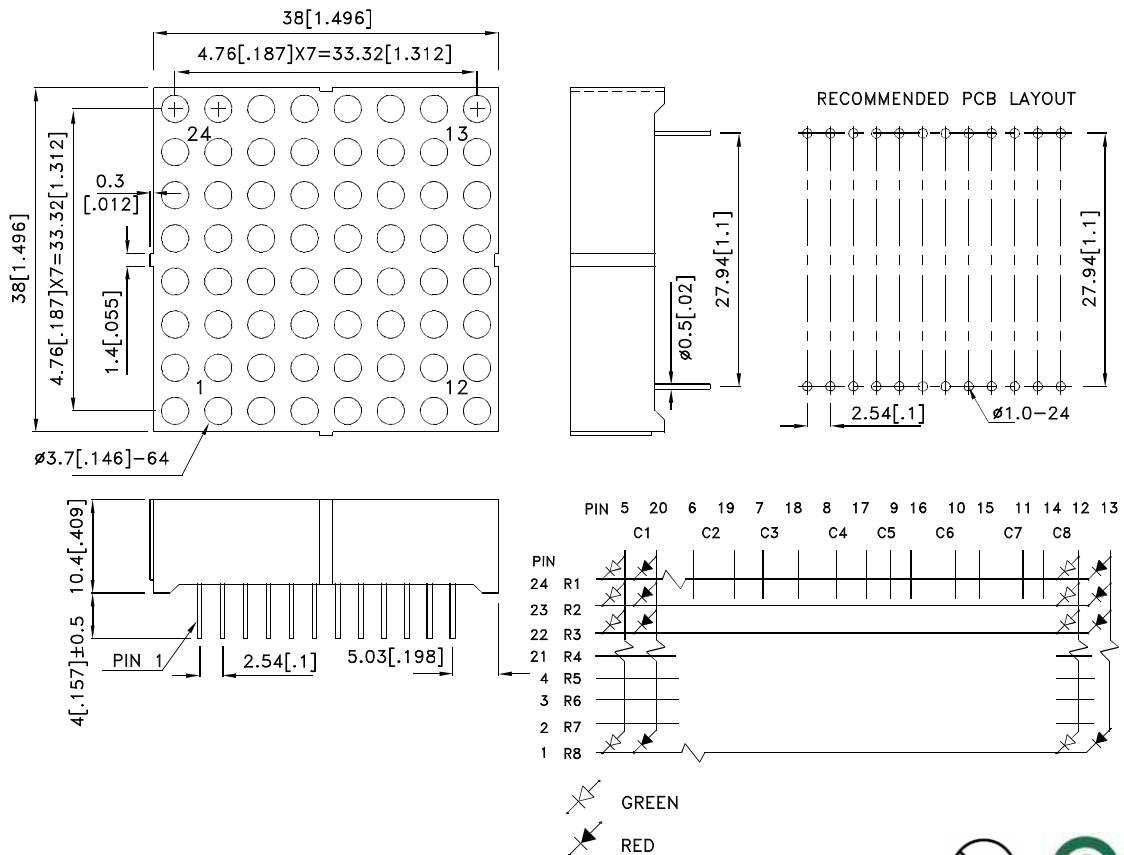 38[1.496]
4.76[.187]X7=33.32[1.312]
24 13
0.3
[.012]
38[1.496]
4.76[.187]X7=33.32[1.312]
1.4[.055]
1 12
ø3.7[.146]-64
27.94[1.1]
ø0.5[.02]
RECOMMENDED PCB LAYOUT
27.94[1.1]
2.54[.1]
ø1.0-24
10.4[.409]
4[.157]±0.5
PIN 1
2.54[.1]
5.03[.198]
PIN 5 20 6 19 7 18 8 17 9 16 10 15 11 14 12 13
C1 C2 C3 C4 C5 C6 C7 C8
PIN
24 R1
23 R2
22 R3
21 R4
4 R5
3 R6
2 R7
1 R8
GREEN
RED